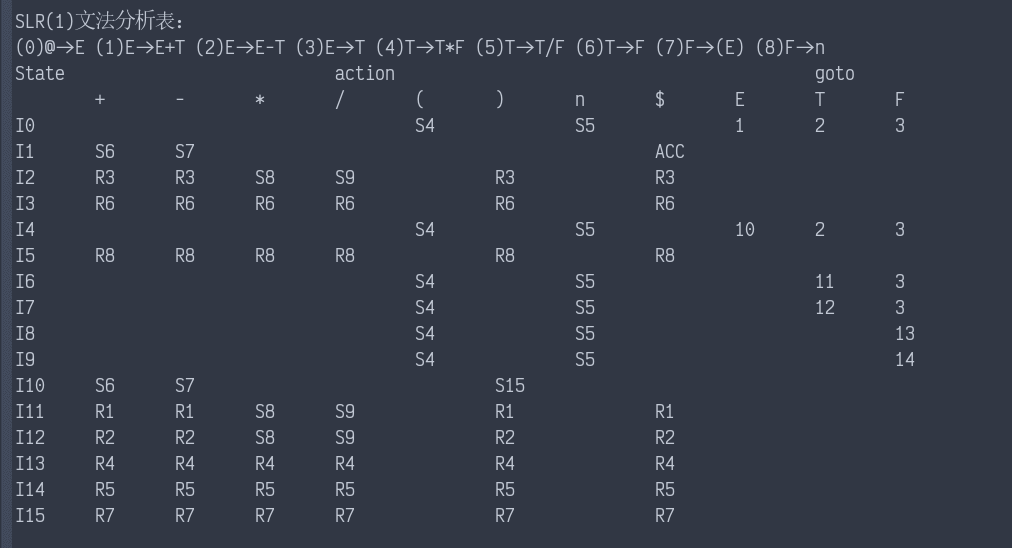 SLR(1)文法分析表:
(0)@→E (1)E→E+T (2)E→E-T (3)E→T (4)T→T*F (5)T→T/F (6)T→F (7)F→(E) (8)F→n
State action goto
+ - * / ( ) n $ E T F
I0 S4 S5 1 2 3
I1 S6 S7 ACC
I2 R3 R3 S8 S9 R3 R3
I3 R6 R6 R6 R6 R6 R6
I4 S4 S5 10 2 3
I5 R8 R8 R8 R8 R8 R8
I6 S4 S5 11 3
I7 S4 S5 12 3
I8 S4 S5 13
I9 S4 S5 14
I10 S6 S7 S15
I11 R1 R1 S8 S9 R1 R1
I12 R2 R2 S8 S9 R2 R2
I13 R4 R4 R4 R4 R4 R4
I14 R5 R5 R5 R5 R5 R5
I15 R7 R7 R7 R7 R7 R7